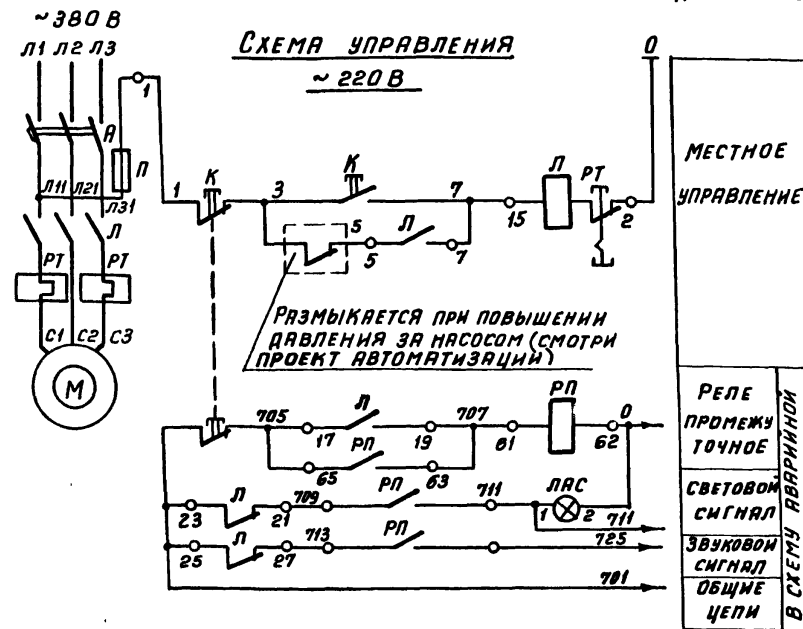 ~380 В
Л1 Л2 Л3
СХЕМА УПРАВЛЕНИЯ
~ 220 В
0
1
А
П
Л11 Л21 Л31
Л
РТ РТ
С1 С2 С3
М
1 К 3 К 7 15 Л РТ 2
5 5 Л 7
МЕСТНОЕ
УПРАВЛЕНИЕ
РАЗМЫКАЕТСЯ ПРИ ПОВЫШЕНИИ
ДАВЛЕНИЯ ЗА НАСОСОМ (СМОТРИ
ПРОЕКТ АВТОМАТИЗАЦИИ)
705 Л 707 РП 0
17 19 61 62
РП
65 63
РЕЛЕ
ПРОМЕЖУ
ТОЧНОЕ
Л 709 РП 711 ЛАС
23 21 1 2
711
СВЕТОВОЙ
СИГНАЛ
Л 713 РП 725
25 27
ЗВУКОВОЙ
СИГНАЛ
701
ОБЩИЕ
ЦЕПИ
В СХЕМУ АВАРИЙНОЙ